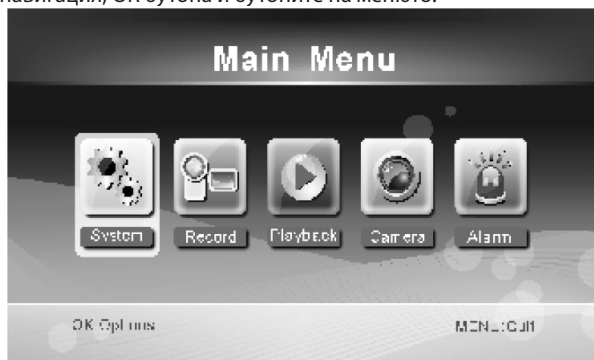 навигация, OK бутона и бутоните на менюто.
Main Menu
System Record Playback Camera Alarm
OK Options
MENU:Quit